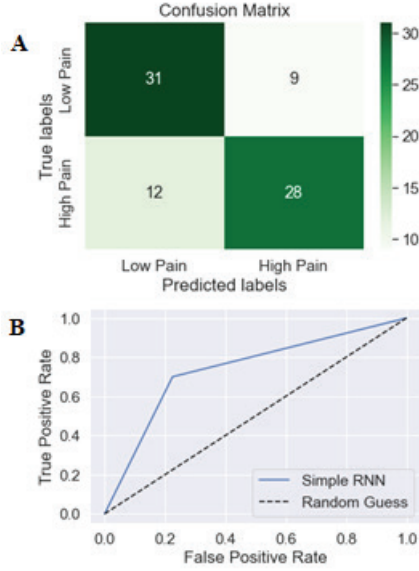 A
Confusion Matrix
True labels
Low Pain
High Pain
31
9
12
28
Low Pain
High Pain
Predicted labels
30
25
20
15
10
B
True Positive Rate
1.0
0.8
0.6
0.4
0.2
0.0
Simple RNN
Random Guess
0.0
0.2
0.4
0.6
0.8
1.0
False Positive Rate